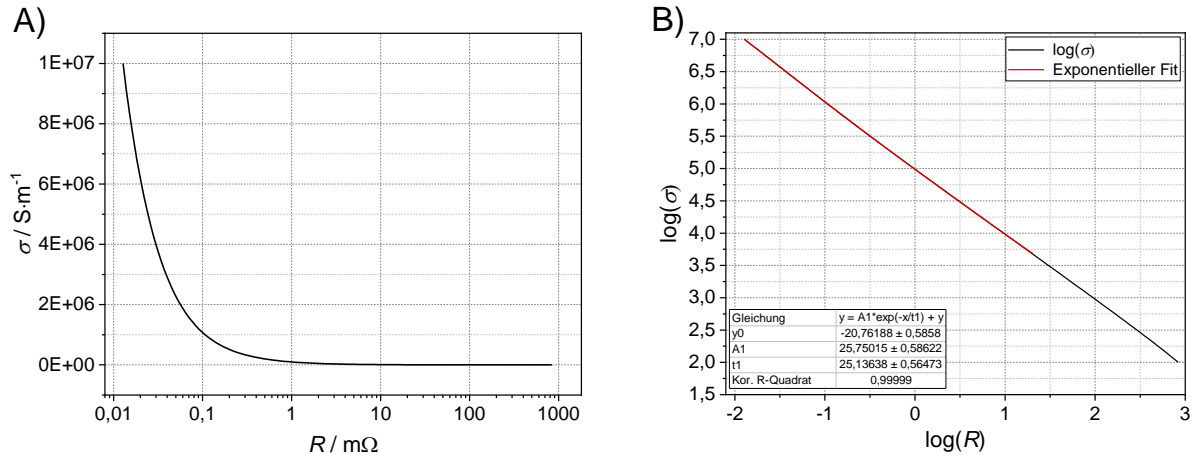 A)
1E+07
8E+06
6E+06
4E+06
2E+06
0E+00
σ / S·m⁻¹
0,01
0,1
1
10
100
1000
R / mΩ
B)
7,0
6,5
6,0
5,5
5,0
4,5
4,0
3,5
3,0
2,5
2,0
1,5
log(σ)
log(σ)
Exponentieller Fit
Gleichung y = A1*exp(-x/t1) + y
y0 -20,76188 ± 0,5858
A1 25,75015 ± 0,58622
t1 25,13638 ± 0,56473
Kor. R-Quadrat 0,99999
-2
-1
0
1
2
3
log(R)